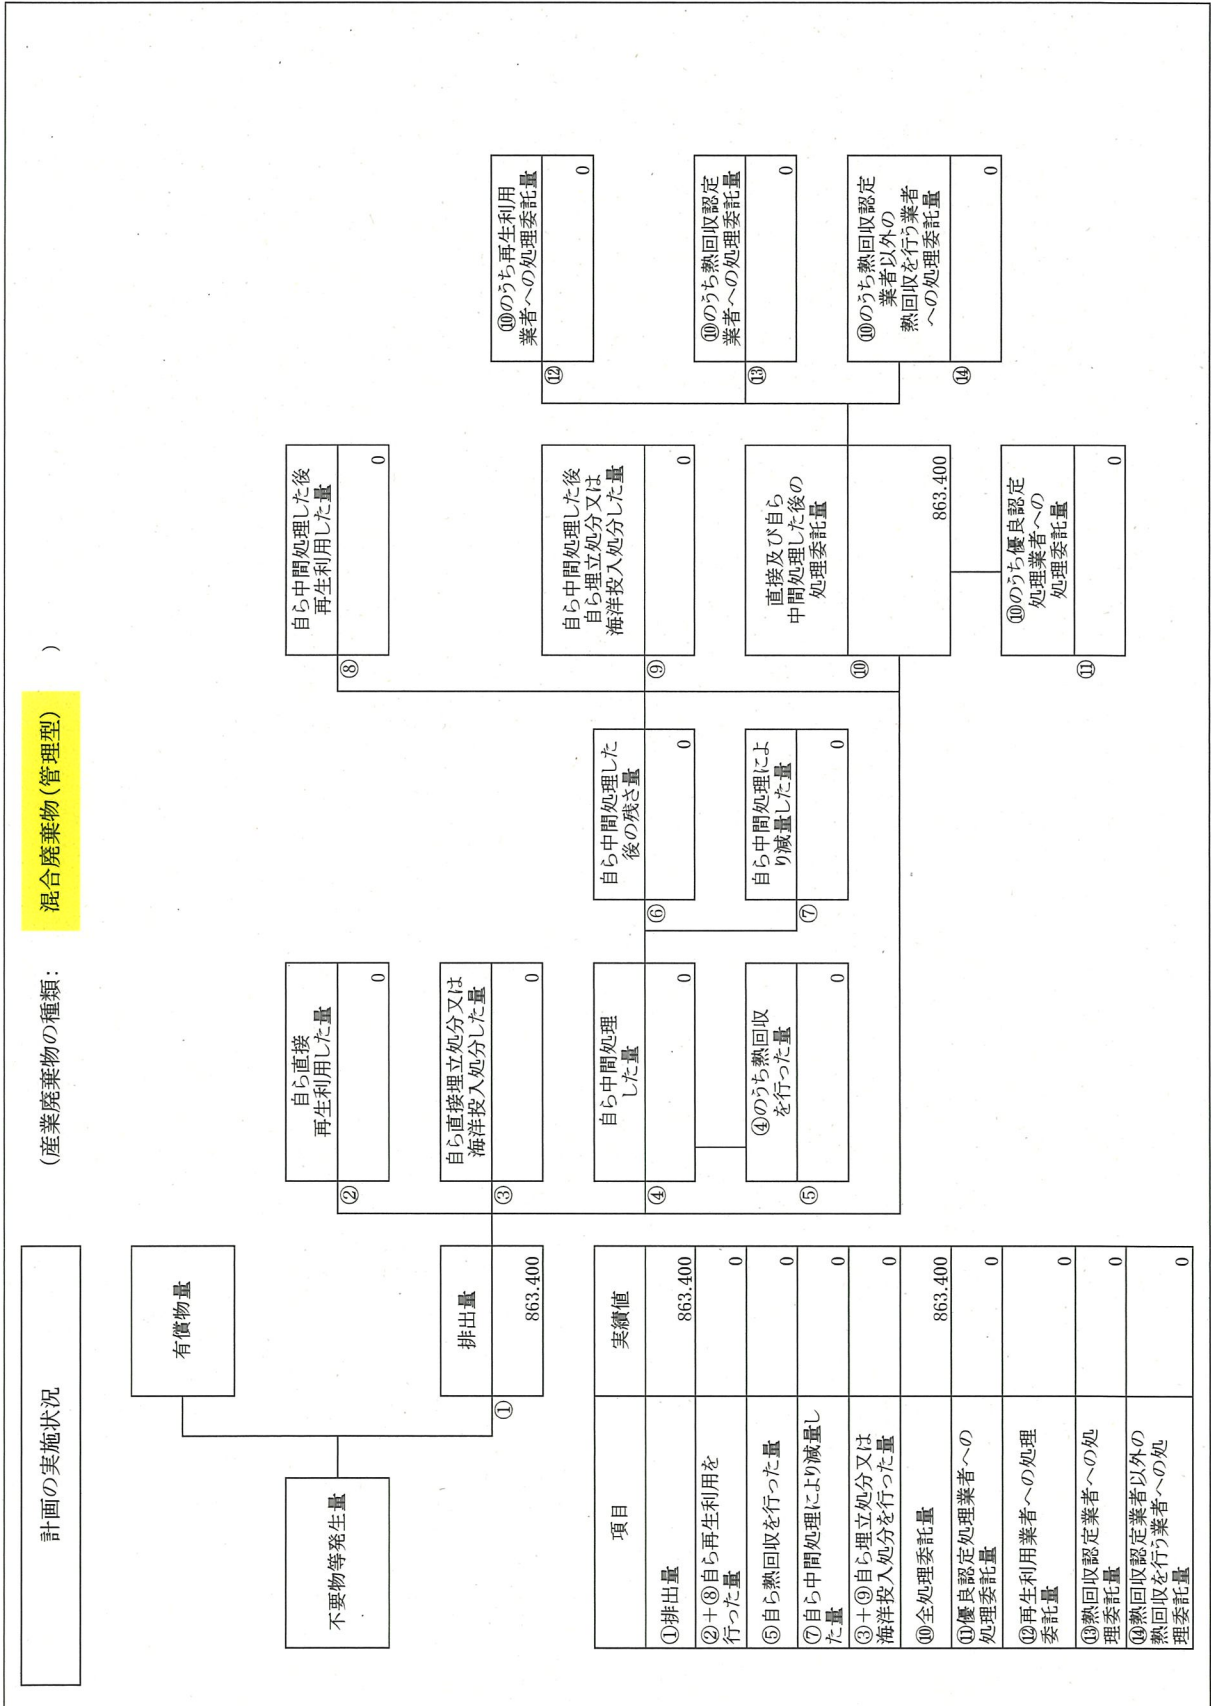 計画の実施状況
(産業廃棄物の種類: 混合廃棄物(管理型) )
不要物等発生量
有償物量
①
排出量
863.400
②
自ら直接
再生利用した量
0
③
自ら直接埋立処分又は
海洋投入処分した量
0
④
自ら中間処理
した量
0
⑤
④のうち熱回収
を行った量
0
⑥
自ら中間処理した
後の残さ量
0
⑦
自ら中間処理によ
り減量した量
0
⑧
自ら中間処理した後
再生利用した量
0
⑨
自ら中間処理した後
自ら埋立処分又は
海洋投入処分した量
0
⑩
直接及び自ら
中間処理した後の
処理委託量
863.400
⑪
⑩のうち優良認定
処理業者への
処理委託量
0
⑫
⑩のうち再生利用
業者への処理委託量
0
⑬
⑩のうち熱回収認定
業者への処理委託量
0
⑭
⑩のうち熱回収認定
業者以外の
熱回収を行う業者
への処理委託量
0
項目 実績値
①排出量 863.400
②+⑧自ら再生利用を
行った量 0
⑤自ら熱回収を行った量 0
⑦自ら中間処理により減量し
た量 0
③+⑨自ら埋立処分又は
海洋投入処分を行った量 0
⑩全処理委託量 863.400
⑪優良認定処理業者への
処理委託量 0
⑫再生利用業者への処理
委託量 0
⑬熱回収認定業者への処
理委託量 0
⑭熱回収認定業者以外の
熱回収を行う業者への処
理委託量 0